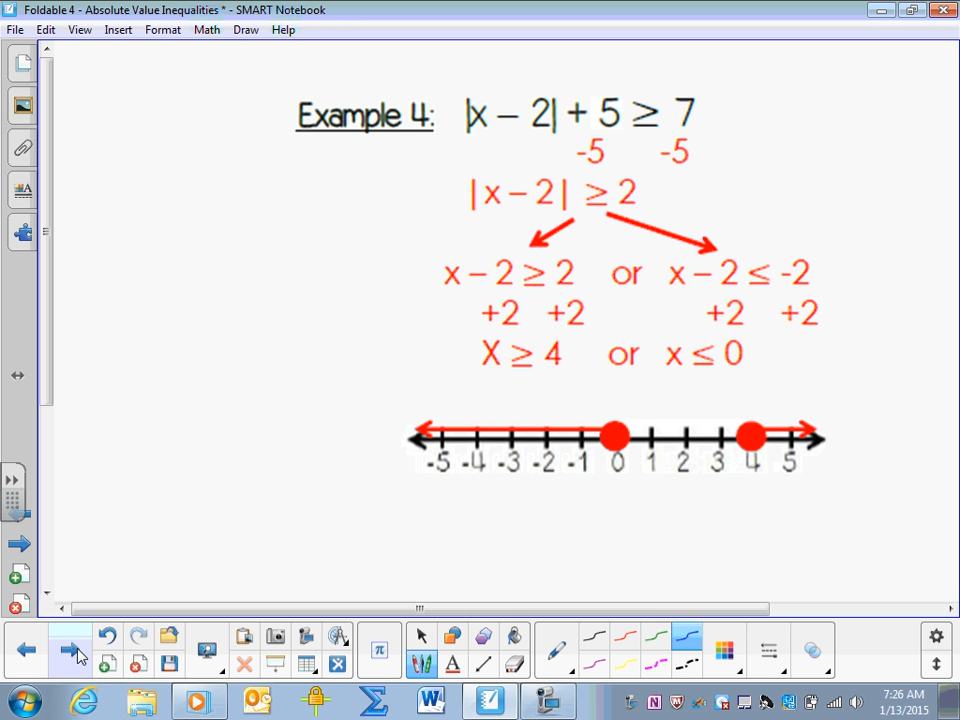 Foldable 4 - Absolute Value Inequalities * - SMART Notebook
File Edit View Insert Format Math Draw Help
Example 4: |x – 2| + 5 ≥ 7
-5 -5
|x – 2| ≥ 2
x – 2 ≥ 2 or x – 2 ≤ -2
+2 +2 +2 +2
X ≥ 4 or x ≤ 0
-5 -4 -3 -2 -1 0 1 2 3 4 5
7:26 AM
1/13/2015